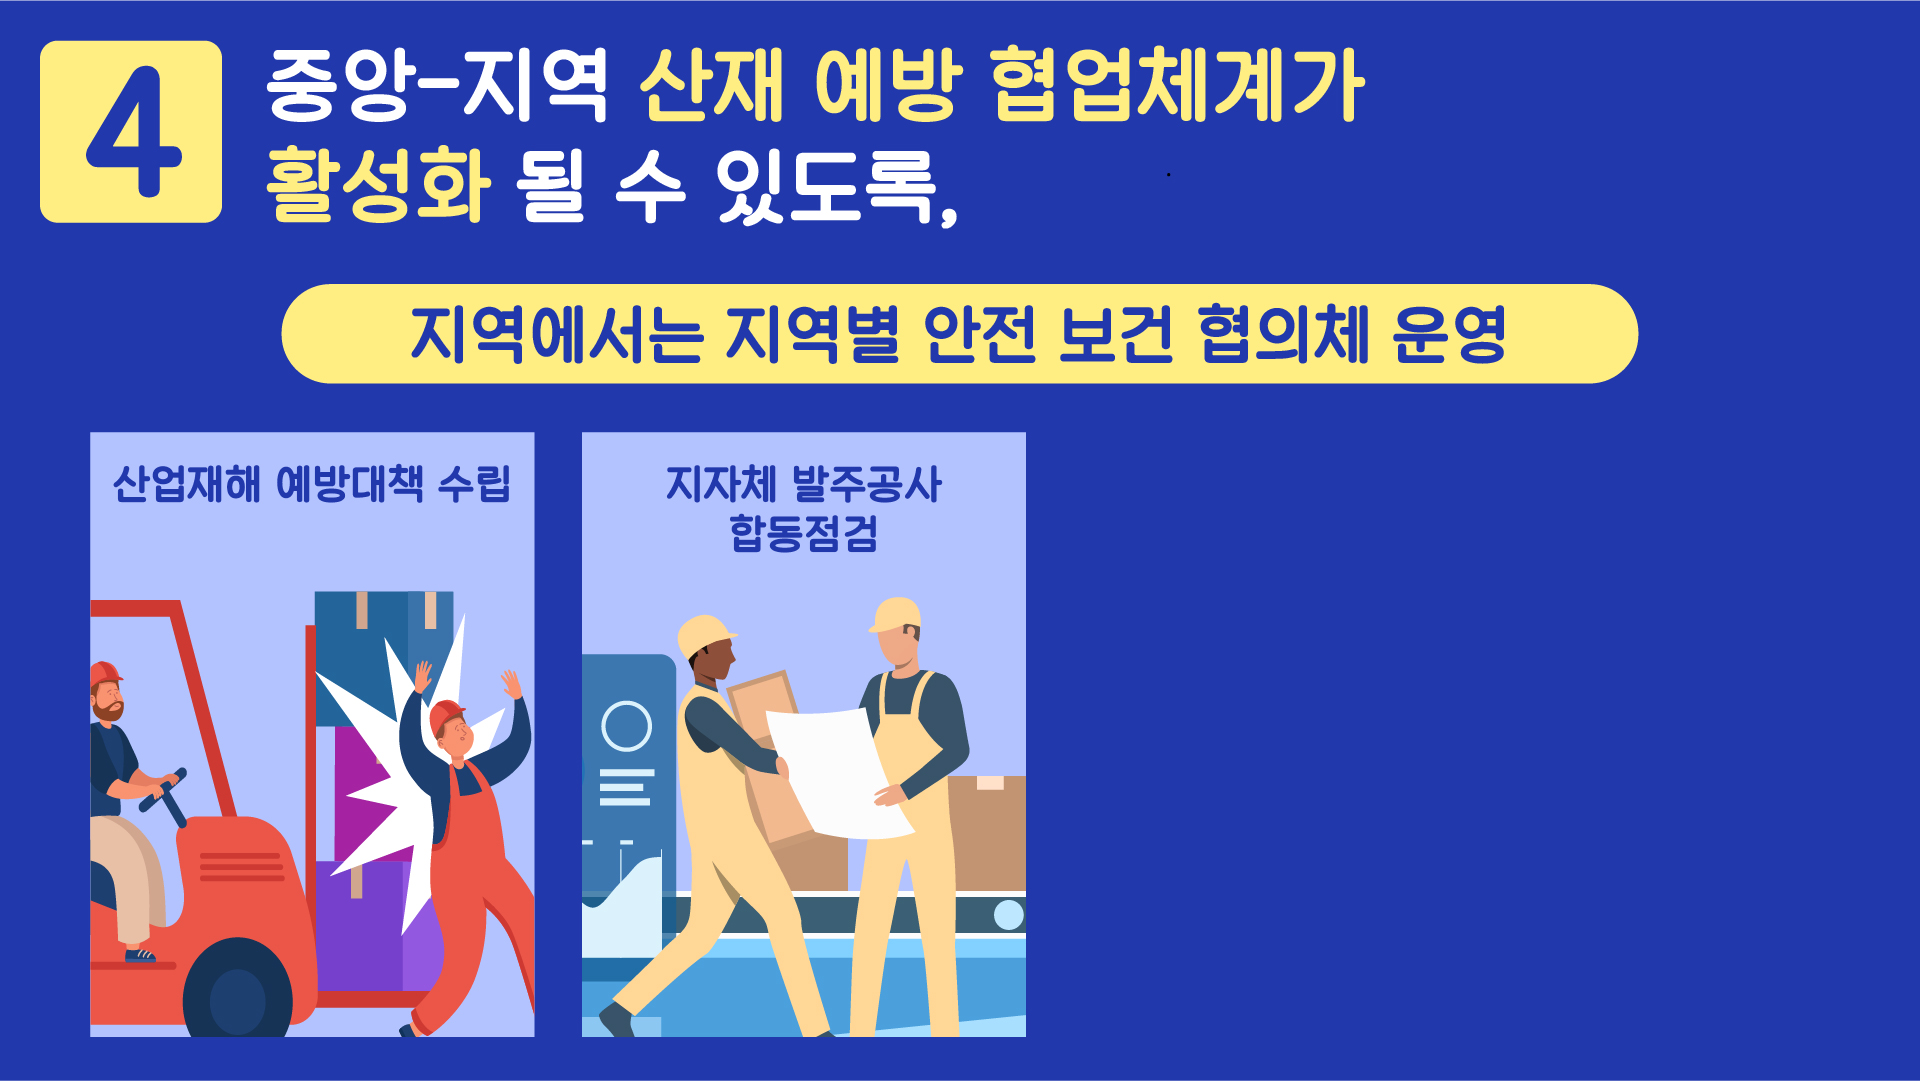 4
중앙-지역 산재 예방 협업체계가
활성화 될 수 있도록,
지역에서는 지역별 안전 보건 협의체 운영
산업재해 예방대책 수립
지자체 발주공사
합동점검